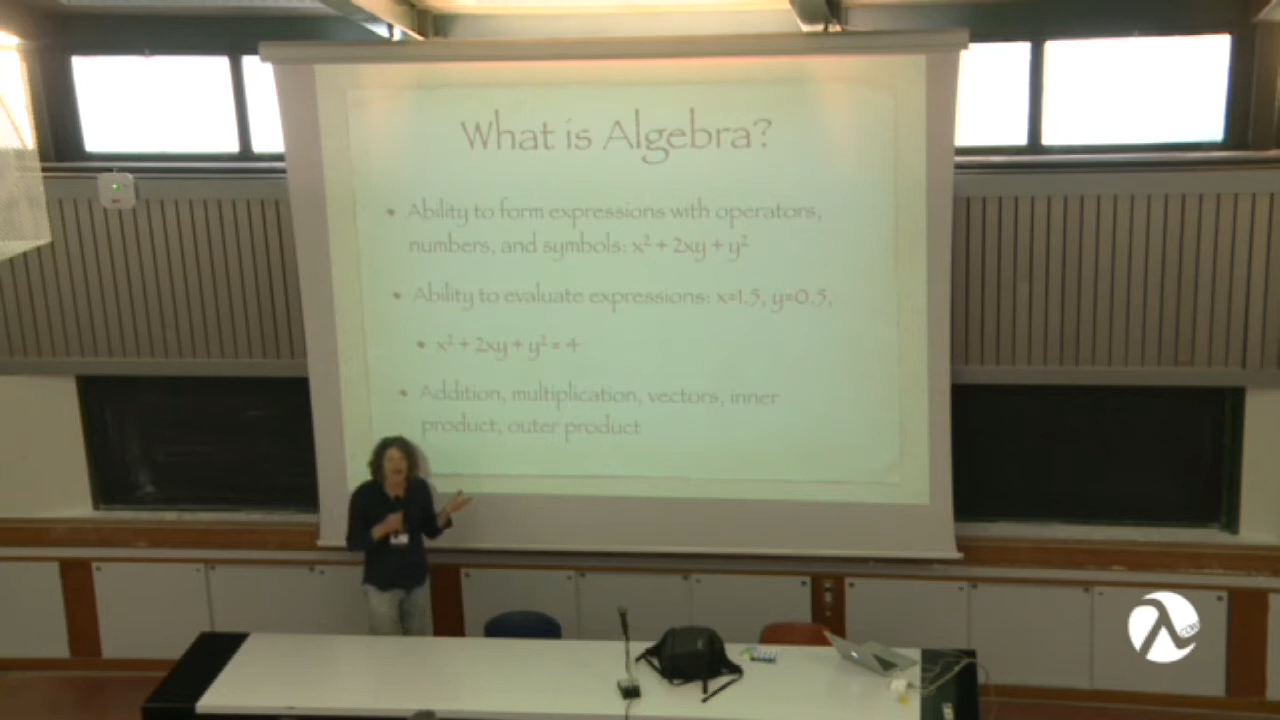 What is Algebra?
• Ability to form expressions with operators,
numbers, and symbols: x² + 2xy + y²
• Ability to evaluate expressions: x=1.5, y=0.5,
• x² + 2xy + y² = 4
• Addition, multiplication, vectors, inner
product, outer product
λCON